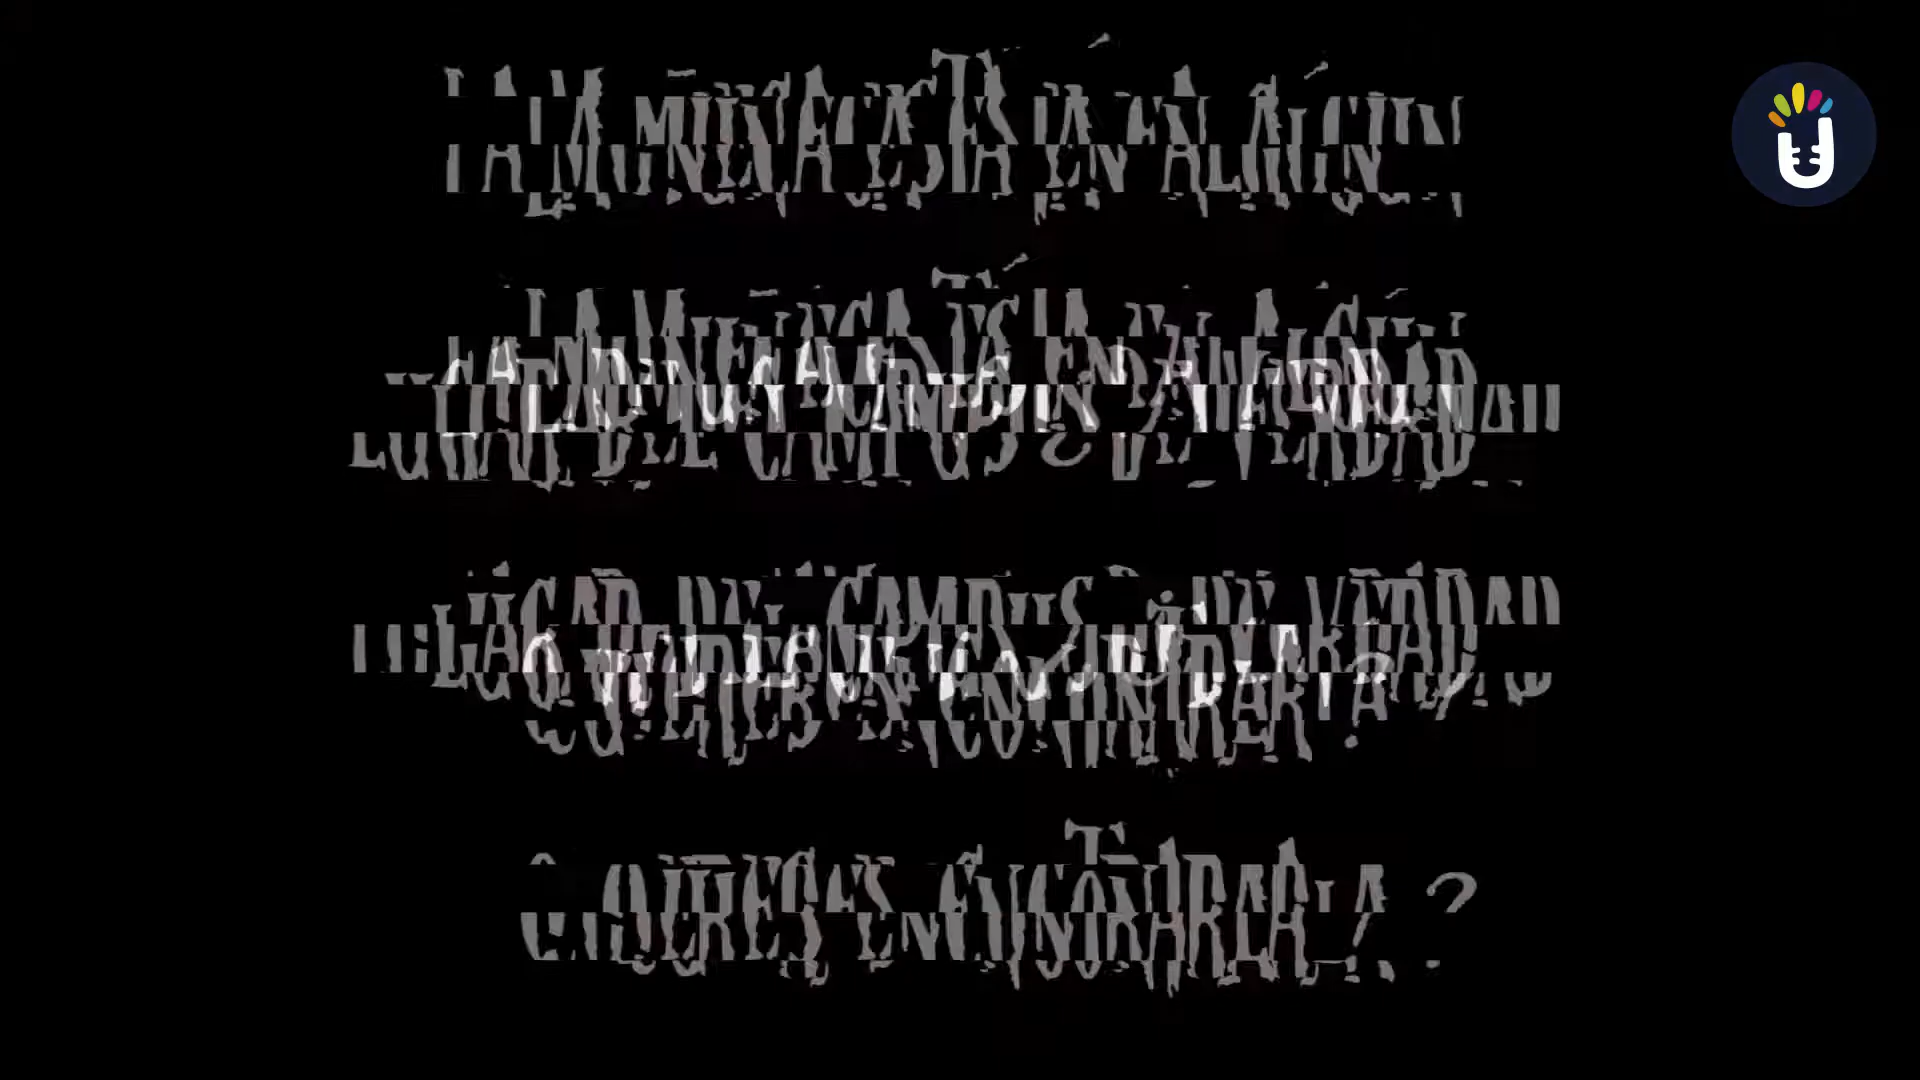 LA MUÑECA ESTÁ EN ALGÚN
LUGAR DEL CAMPUS ¿ DE VERDAD
QUIERES ENCONTRARLA ?